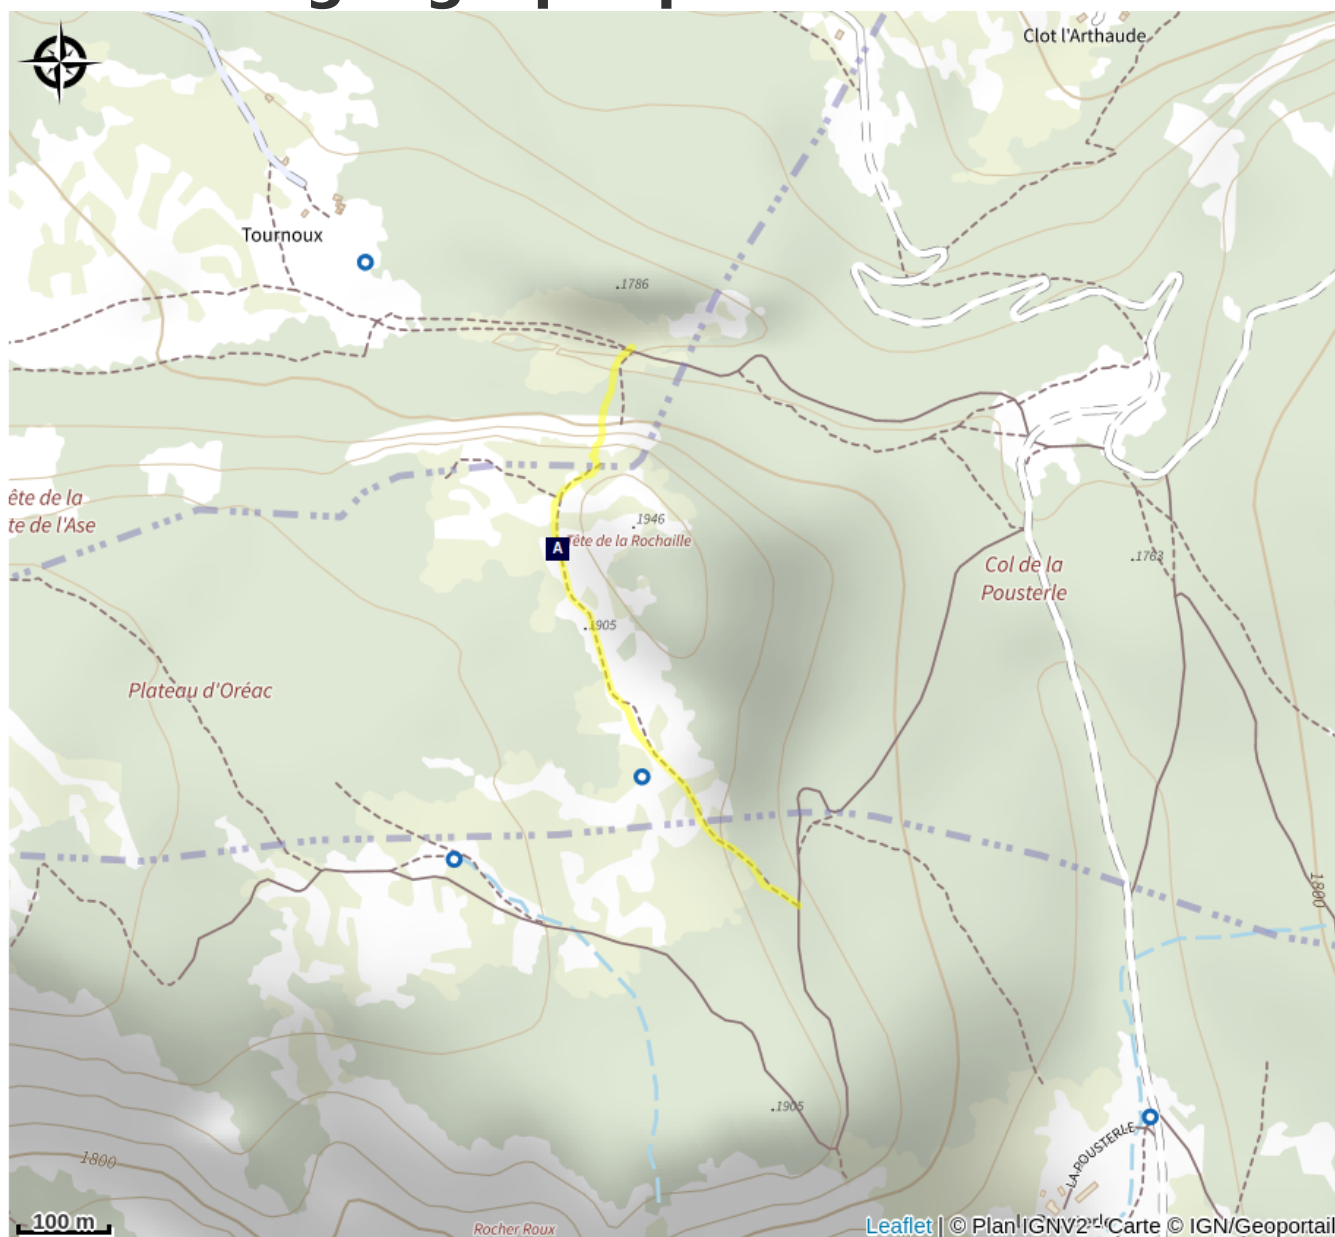 Clot l'Arthaude
Tournoux
.1786
ête de la
te de l'Ase
.1946
Tête de la Rochaille
A
.1763
Col de la
Pousterle
.1905
Plateau d'Oréac
1800
.1905
LA POUSTERLE
1800
100 m
Rocher Roux
Leaflet | © Plan IGNV2 - Carte © IGN/Geoportail